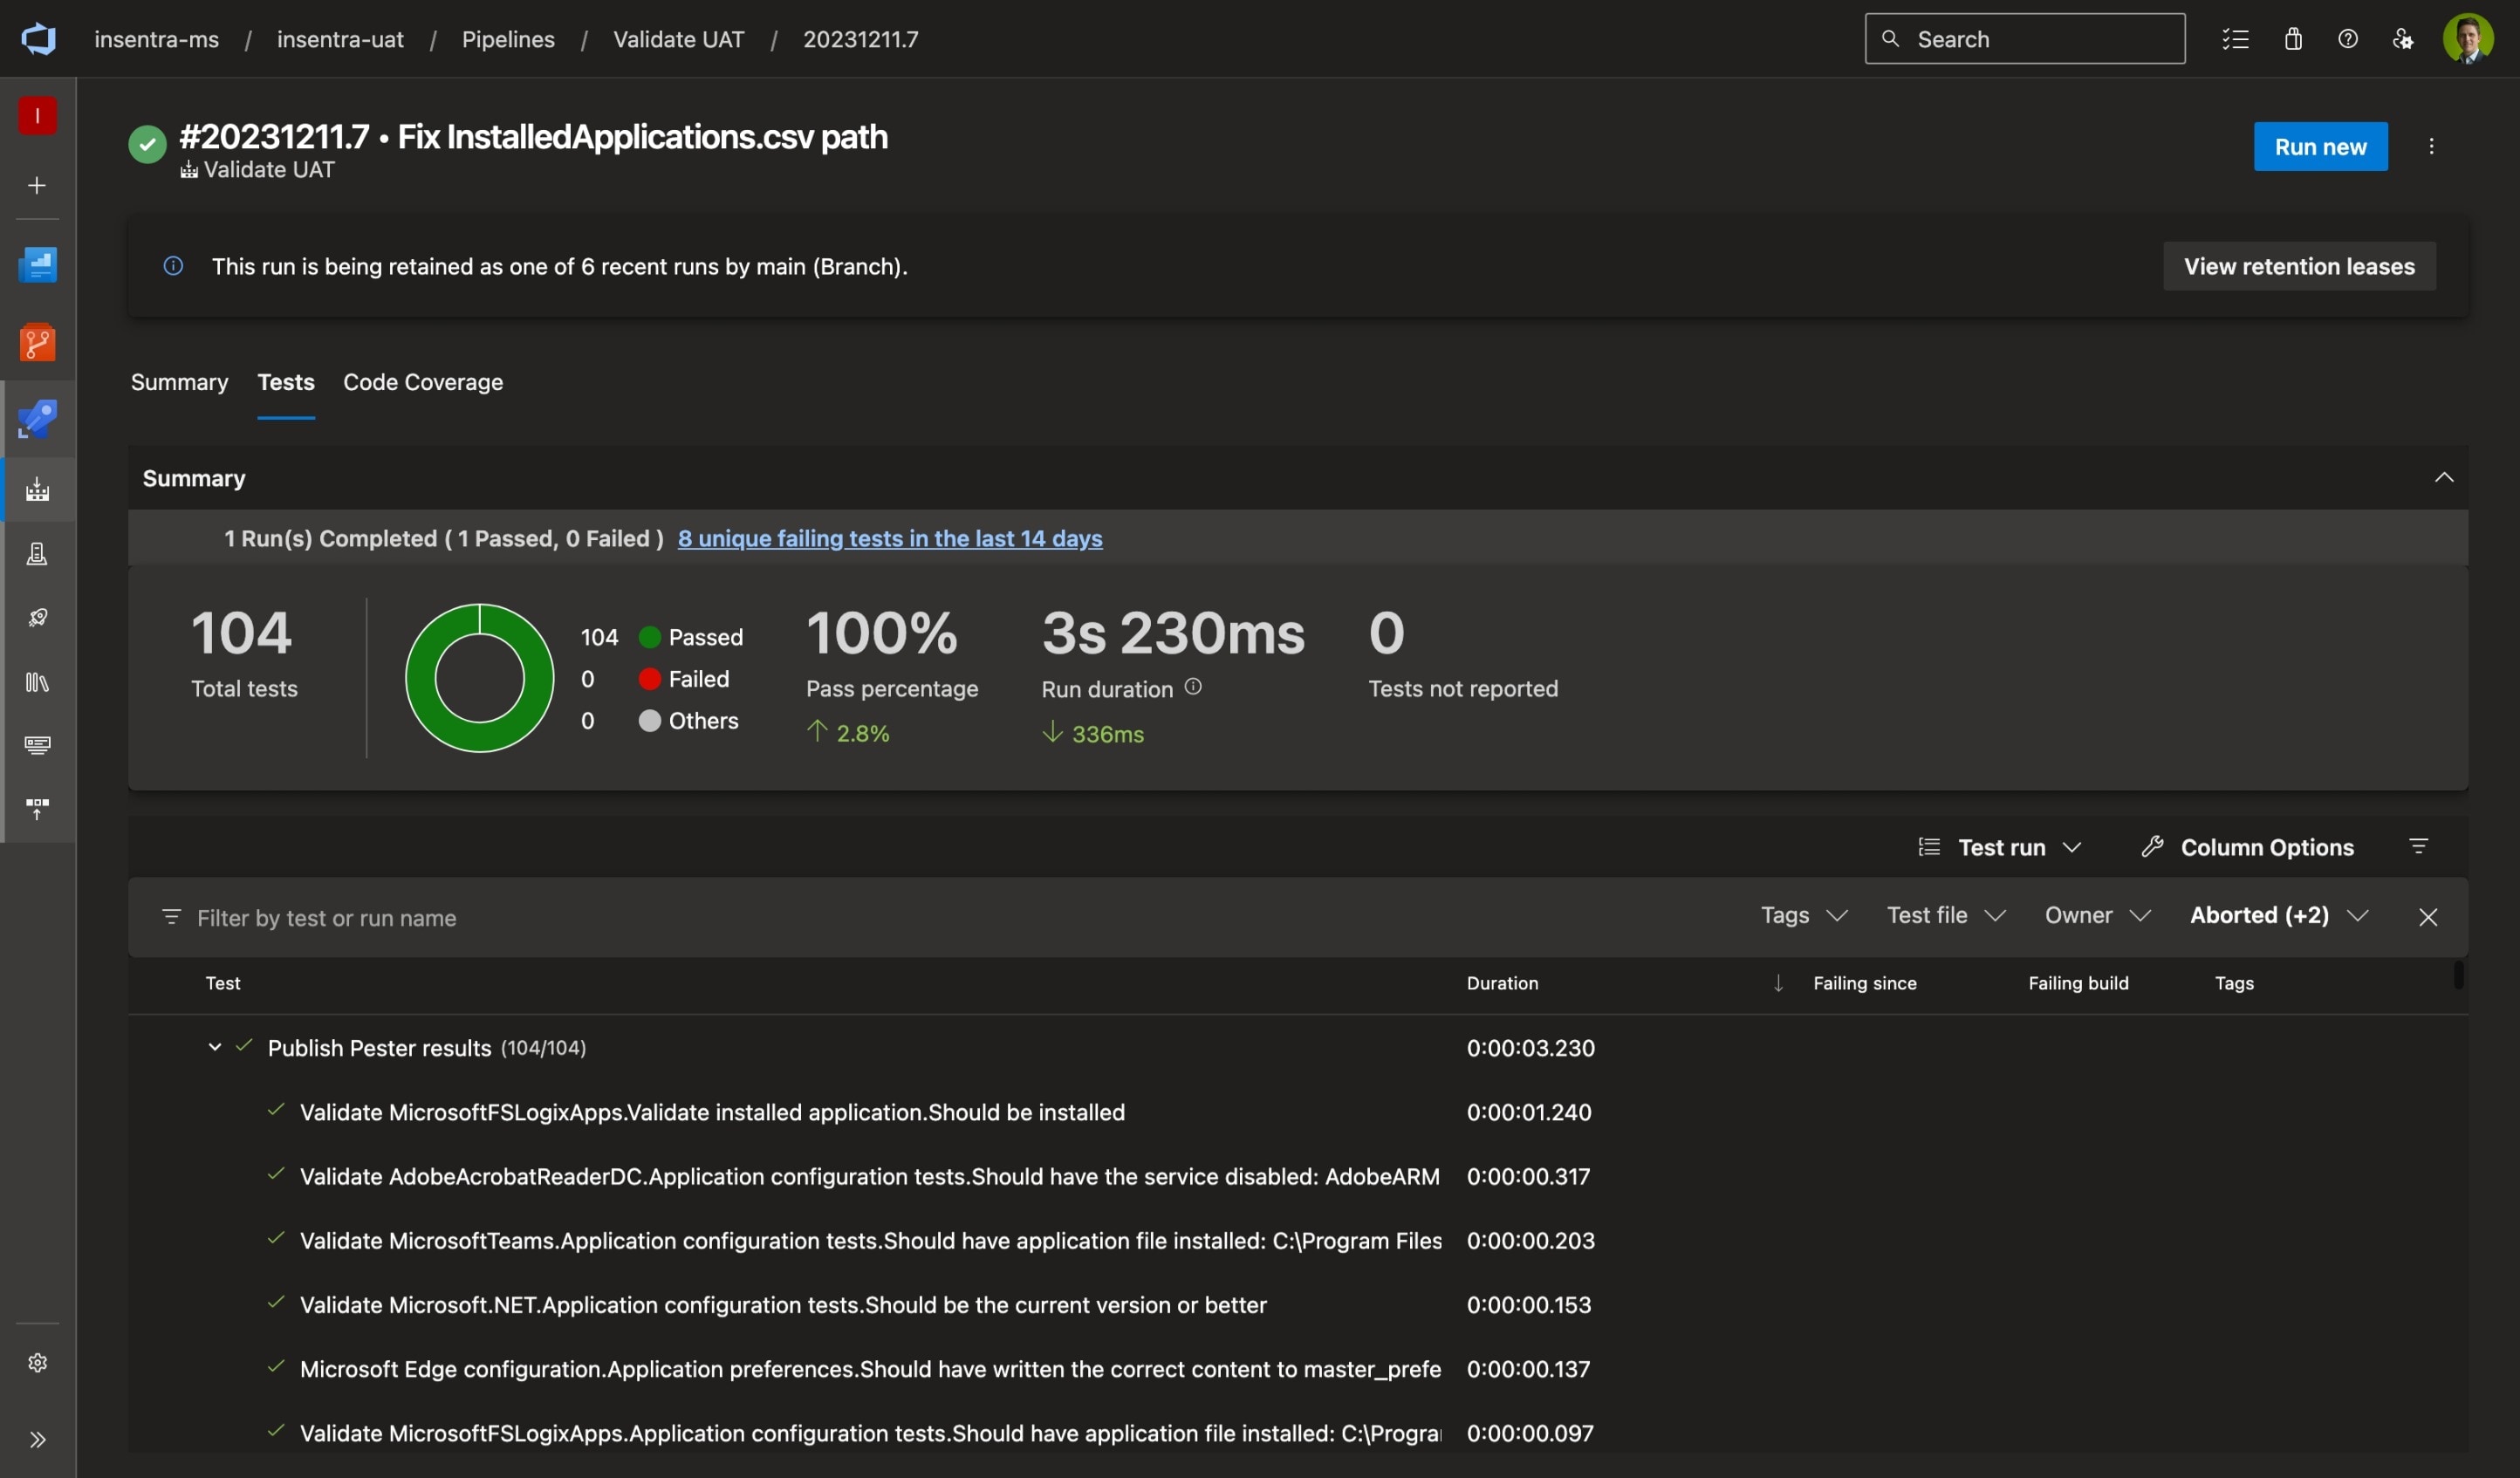 insentra-ms / insentra-uat / Pipelines / Validate UAT / 20231211.7
Search
I
#20231211.7 • Fix InstalledApplications.csv path
Validate UAT
Run new
This run is being retained as one of 6 recent runs by main (Branch).
View retention leases
Summary Tests Code Coverage
Summary
1 Run(s) Completed ( 1 Passed, 0 Failed ) 8 unique failing tests in the last 14 days
104
Total tests
104 Passed
0 Failed
0 Others
100%
Pass percentage
2.8%
3s 230ms
Run duration
336ms
0
Tests not reported
Test run
Column Options
Filter by test or run name
Tags Test file Owner Aborted (+2)
Test Duration Failing since Failing build Tags
Publish Pester results (104/104) 0:00:03.230
Validate MicrosoftFSLogixApps.Validate installed application.Should be installed 0:00:01.240
Validate AdobeAcrobatReaderDC.Application configuration tests.Should have the service disabled: AdobeARM 0:00:00.317
Validate MicrosoftTeams.Application configuration tests.Should have application file installed: C:\Program Files 0:00:00.203
Validate Microsoft.NET.Application configuration tests.Should be the current version or better 0:00:00.153
Microsoft Edge configuration.Application preferences.Should have written the correct content to master_prefe 0:00:00.137
Validate MicrosoftFSLogixApps.Application configuration tests.Should have application file installed: C:\Progra 0:00:00.097